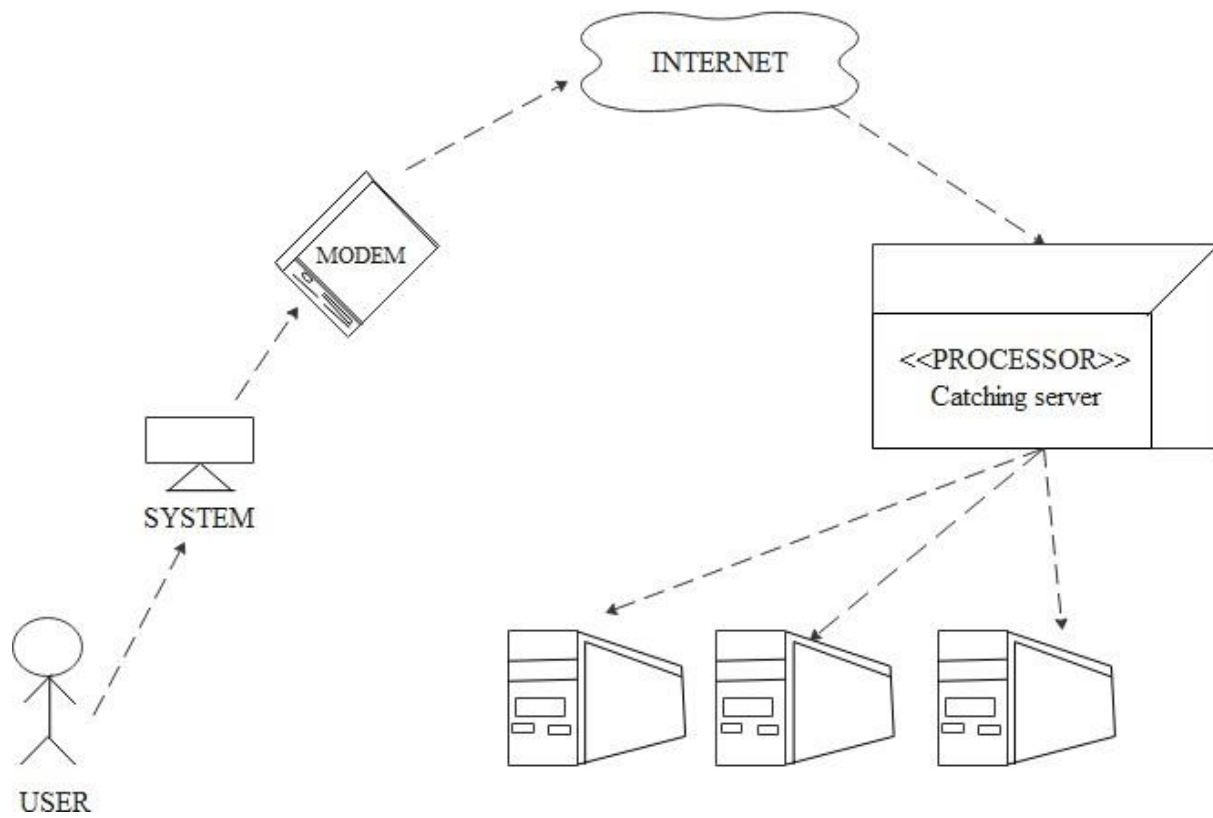 INTERNET
MODEM
<<PROCESSOR>>
Catching server
SYSTEM
USER